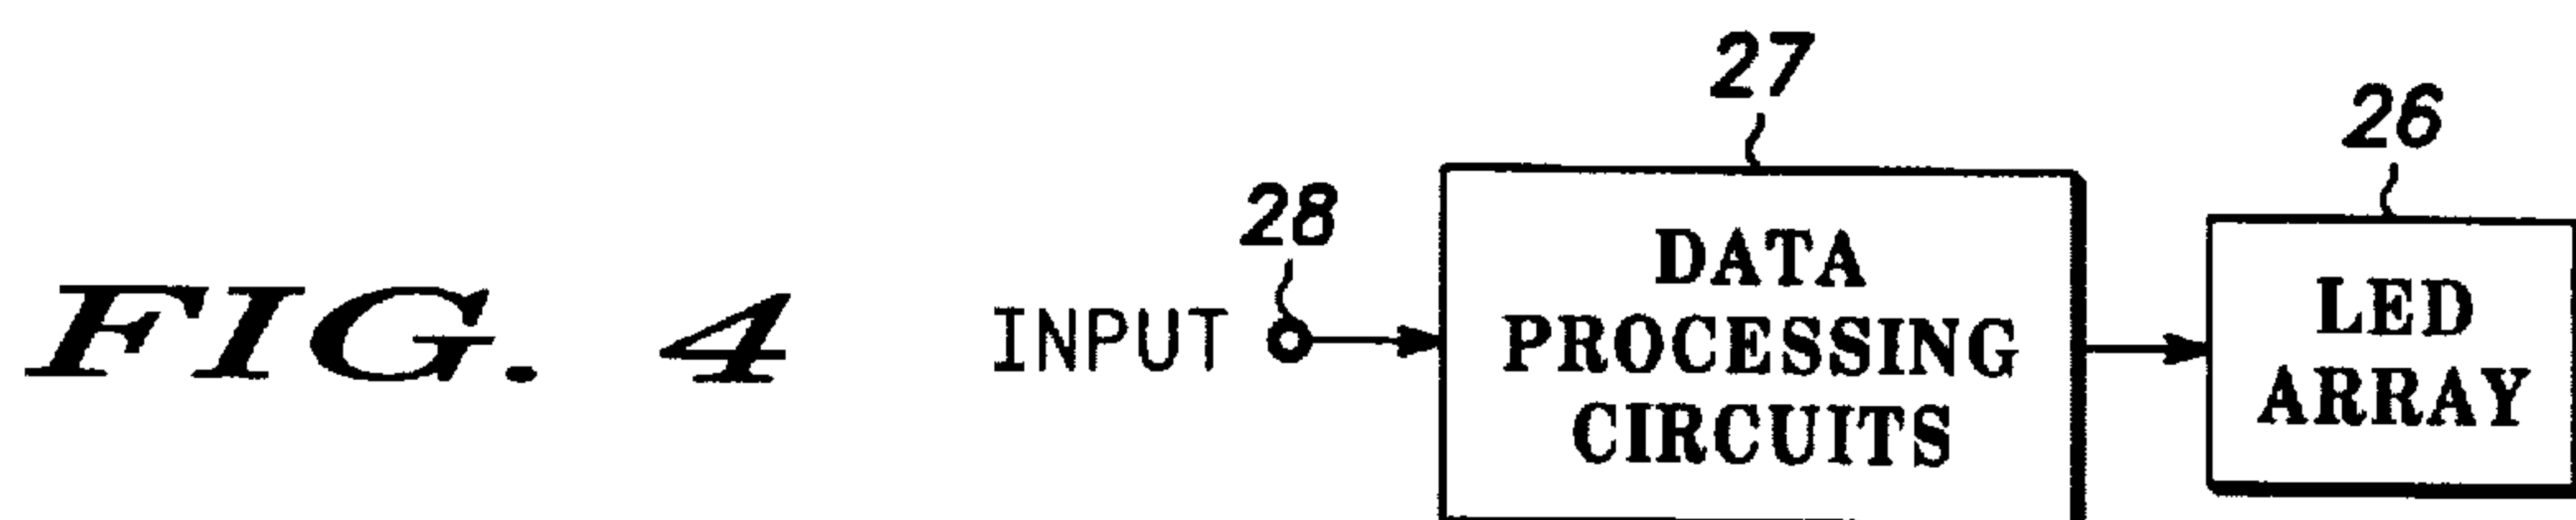 FIG. 4
INPUT
28
27
DATA
PROCESSING
CIRCUITS
26
LED
ARRAY